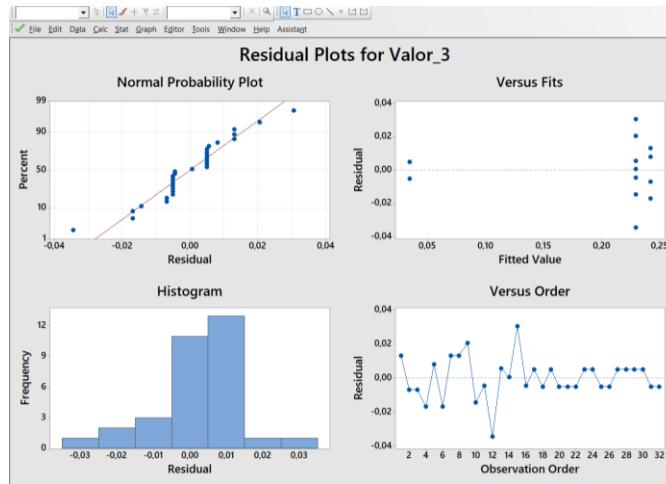 File Edit Data Calc Stat Graph Editor Tools Window Help Assistant
Residual Plots for Valor_3
Normal Probability Plot
99
90
50
10
1
Percent
-0,04 -0,02 0,00 0,02 0,04
Residual
Versus Fits
0,04
0,02
0,00
-0,02
-0,04
Residual
0,05 0,10 0,15 0,20 0,25
Fitted Value
Histogram
12
9
6
3
0
Frequency
-0,03 -0,02 -0,01 0,00 0,01 0,02 0,03
Residual
Versus Order
0,04
0,02
0,00
-0,02
-0,04
Residual
2 4 6 8 10 12 14 16 18 20 22 24 26 28 30 32
Observation Order